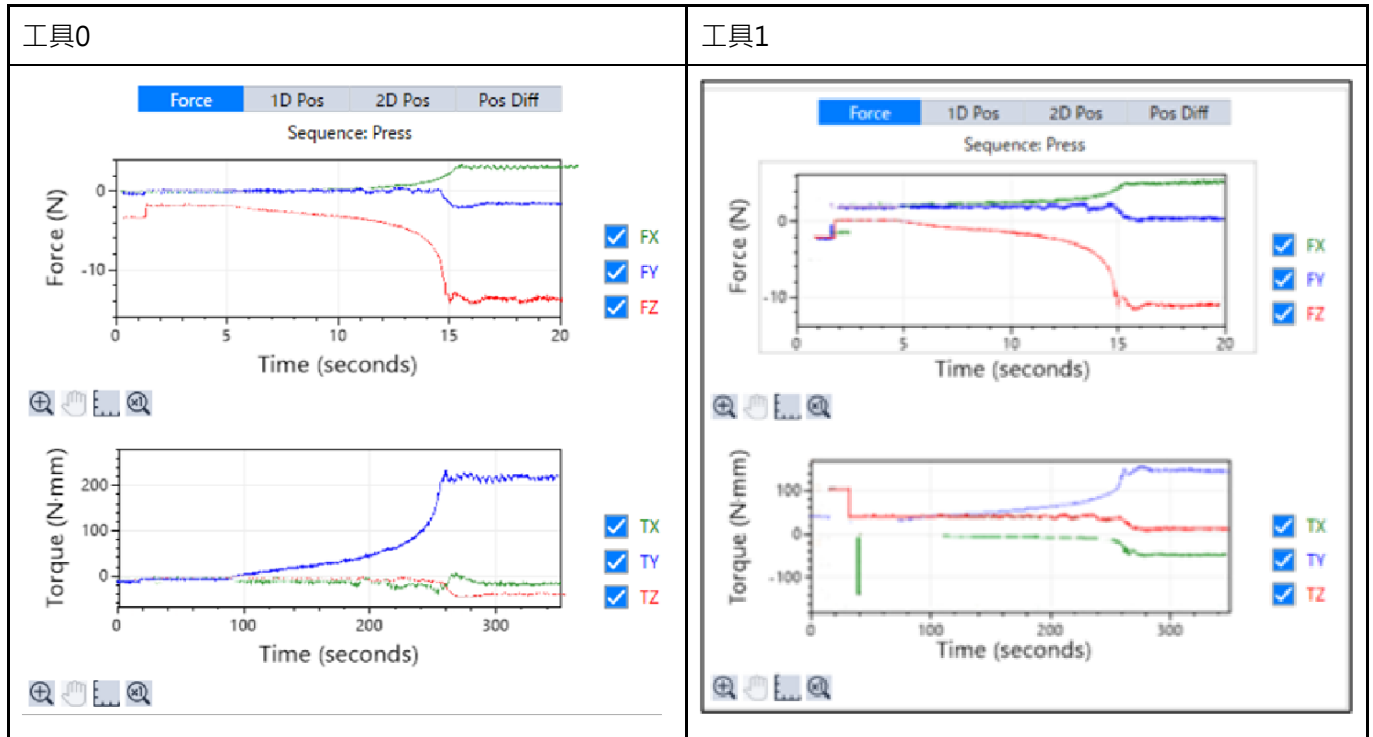 工具0
Force 1D Pos 2D Pos Pos Diff
Sequence: Press
Force (N)
0
-10
0 5 10 15 20
Time (seconds)
FX
FY
FZ
Torque (N·mm)
200
100
0
0 100 200 300
Time (seconds)
TX
TY
TZ
工具1
Force 1D Pos 2D Pos Pos Diff
Sequence: Press
Force (N)
0
-10
0 5 10 15 20
Time (seconds)
FX
FY
FZ
Torque (N·mm)
100
0
-100
0 100 200 300
Time (seconds)
TX
TY
TZ